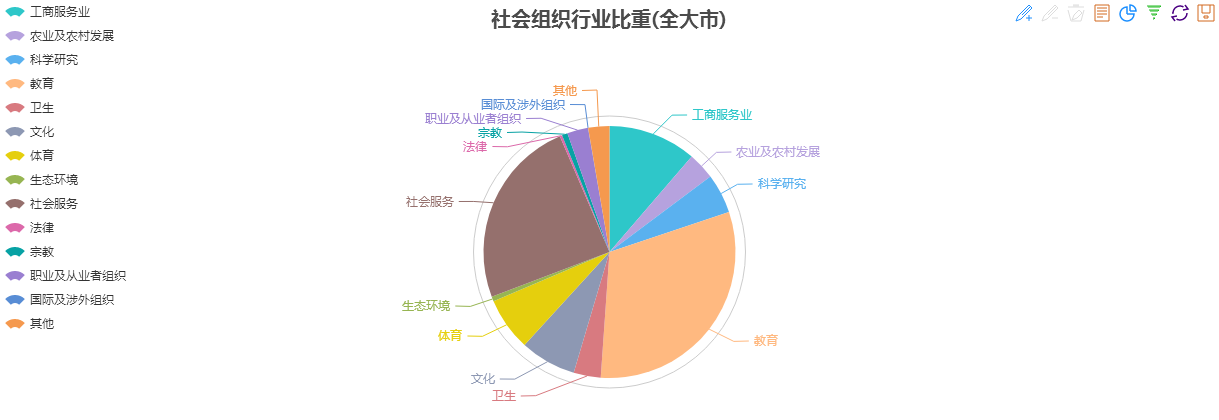 社会组织行业比重(全大市)
工商服务业
农业及农村发展
科学研究
教育
卫生
文化
体育
生态环境
社会服务
法律
宗教
职业及从业者组织
国际及涉外组织
其他
其他
国际及涉外组织
职业及从业者组织
宗教
法律
社会服务
生态环境
体育
文化
卫生
工商服务业
农业及农村发展
科学研究
教育